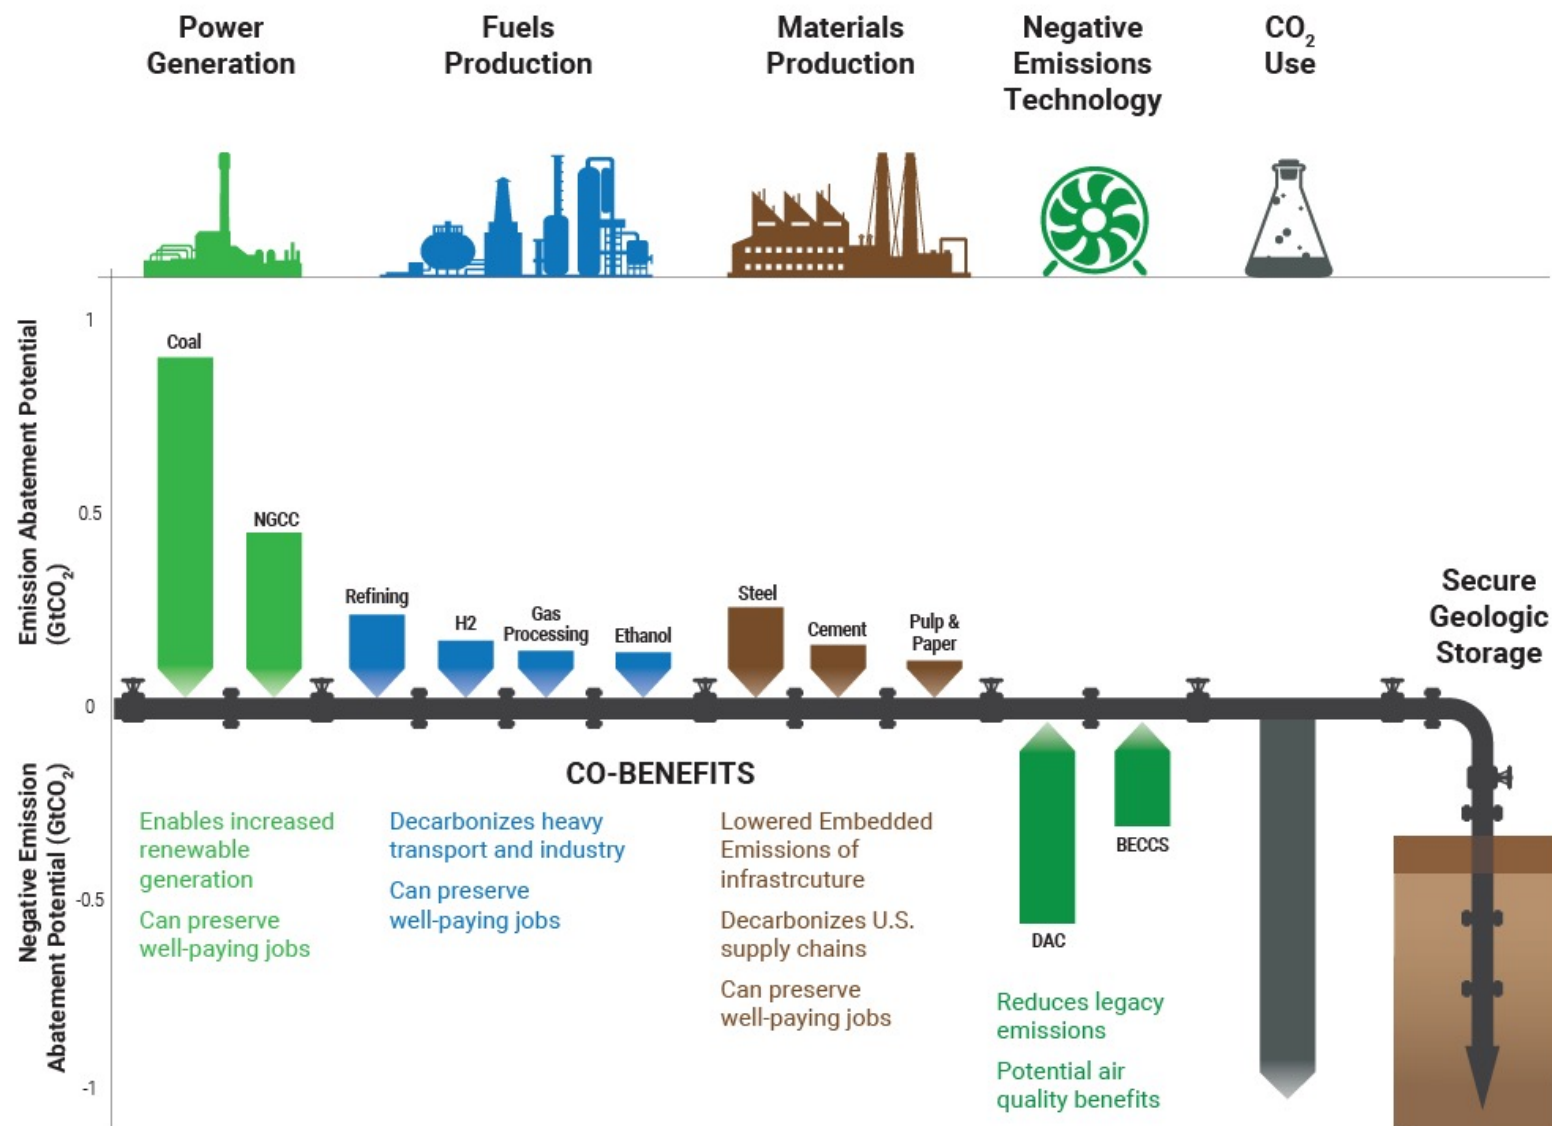 Power
Generation
Fuels
Production
Materials
Production
Negative
Emissions
Technology
CO₂
Use
Emission Abatement Potential
(GtCO₂)
1
0.5
0
Coal
NGCC
Refining
H2
Gas
Processing
Ethanol
Steel
Cement
Pulp &
Paper
Secure
Geologic
Storage
Negative Emission
Abatement Potential (GtCO₂)
-0.5
-1
CO-BENEFITS
Enables increased
renewable
generation
Can preserve
well-paying jobs
Decarbonizes heavy
transport and industry
Can preserve
well-paying jobs
Lowered Embedded
Emissions of
infrastrcuture
Decarbonizes U.S.
supply chains
Can preserve
well-paying jobs
DAC
BECCS
Reduces legacy
emissions
Potential air
quality benefits